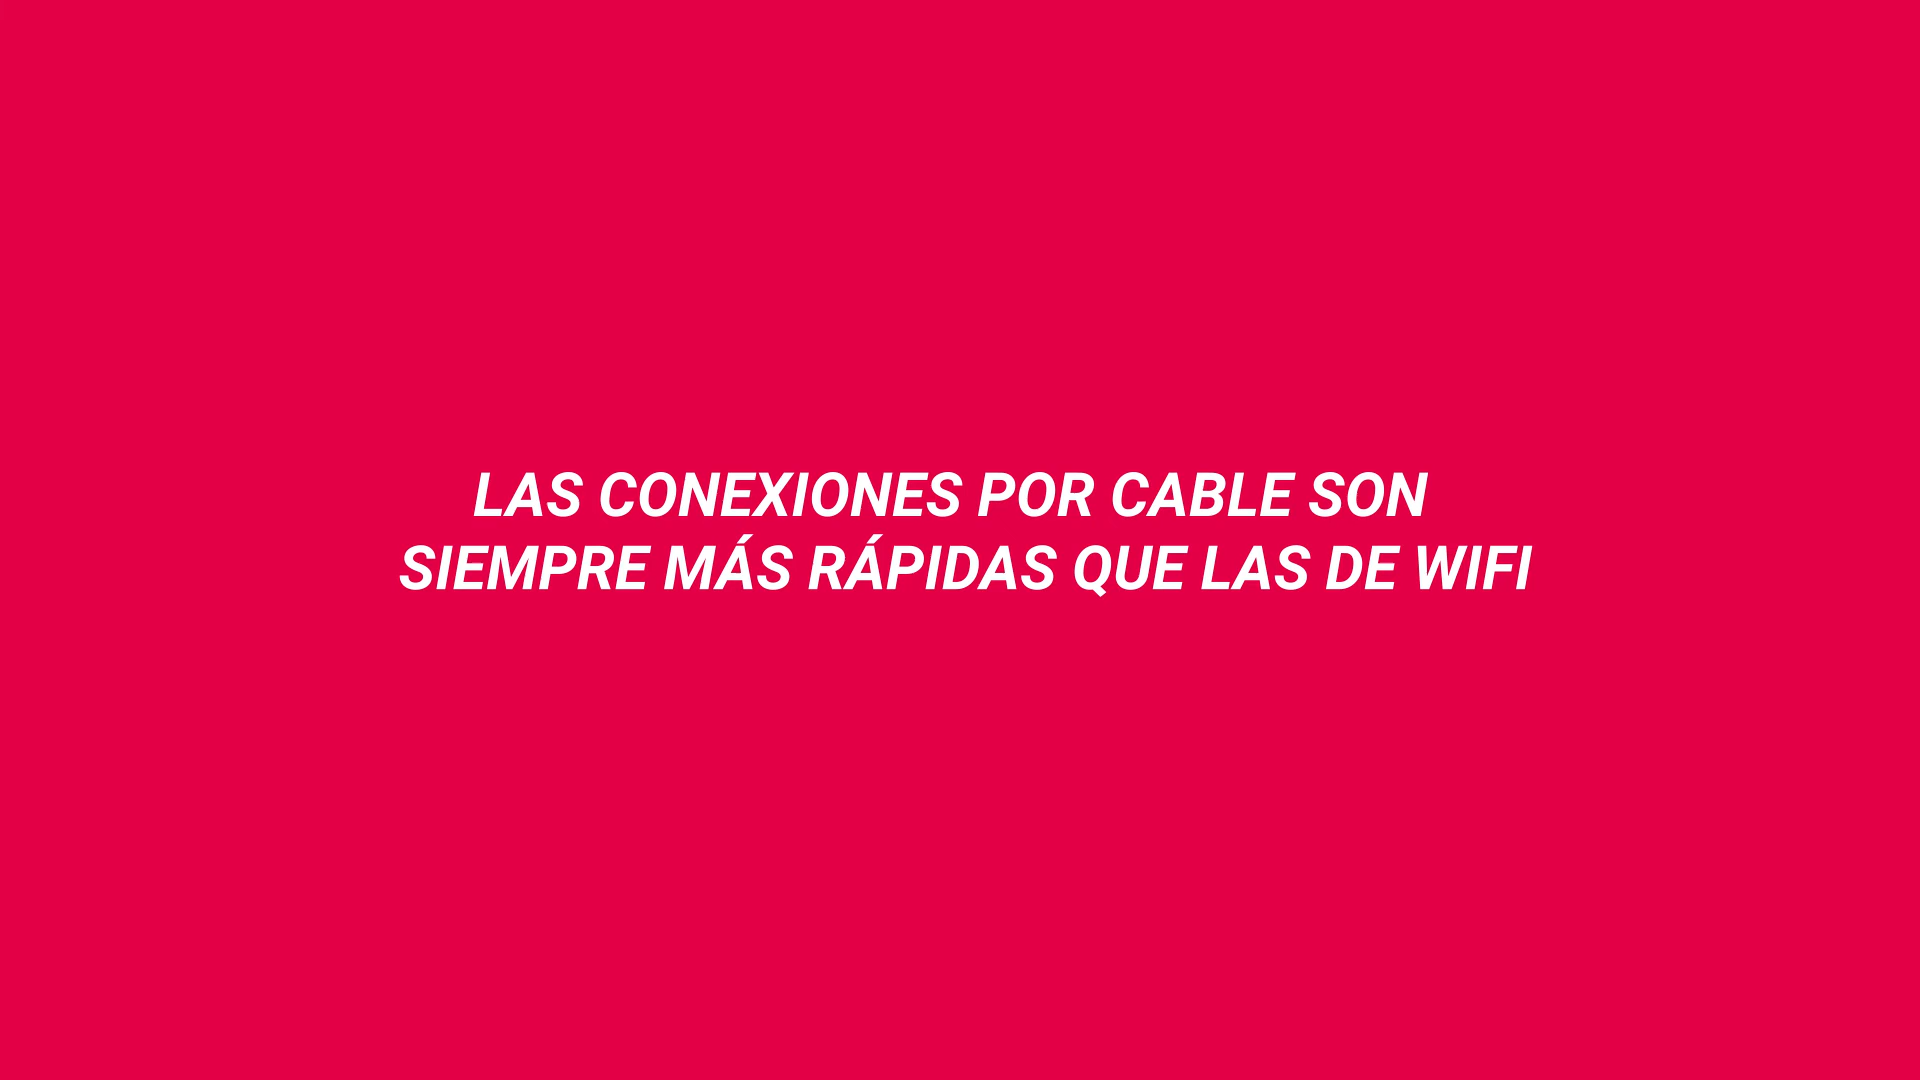 LAS CONEXIONES POR CABLE SON
SIEMPRE MÁS RÁPIDAS QUE LAS DE WIFI